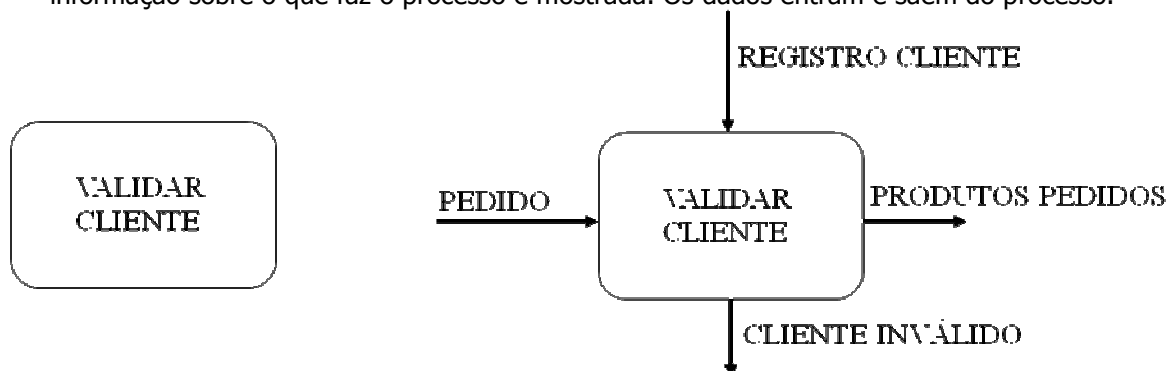 informação sobre o que faz o processo é mostrada. Os dados entram e saem do processo.
REGISTRO CLIENTE
VALIDAR
CLIENTE
PEDIDO
VALIDAR
CLIENTE
PRODUTOS PEDIDOS
CLIENTE INVÁLIDO